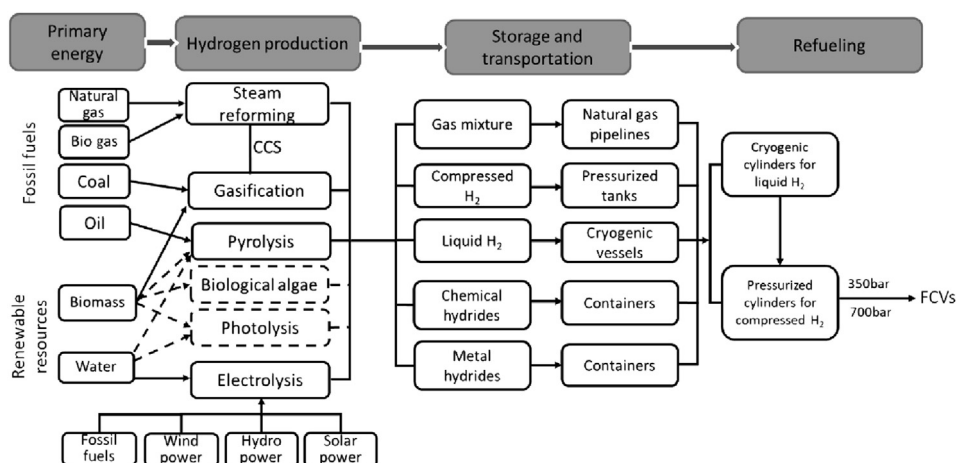 Primary
energy
Hydrogen production
Storage and
transportation
Refueling
Fossil fuels
Natural
gas
Bio gas
Coal
Oil
Renewable
resources
Biomass
Water
Steam
reforming
CCS
Gasification
Pyrolysis
Biological algae
Photolysis
Electrolysis
Fossil
fuels
Wind
power
Hydro
power
Solar
power
Gas mixture
Natural gas
pipelines
Compressed
H₂
Pressurized
tanks
Liquid H₂
Cryogenic
vessels
Chemical
hydrides
Containers
Metal
hydrides
Containers
Cryogenic
cylinders for
liquid H₂
Pressurized
cylinders for
compressed H₂
350bar
700bar
FCVs